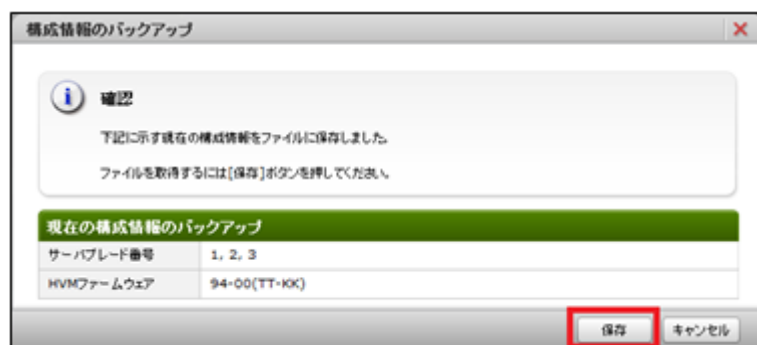 構成情報のバックアップ
確認
下記に示す現在の構成情報をファイルに保存しました。
ファイルを取得するには[保存]ボタンを押してください。
現在の構成情報のバックアップ
サーバブレード番号 1, 2, 3
HVMファームウェア 94-00(TT-KK)
保存 キャンセル